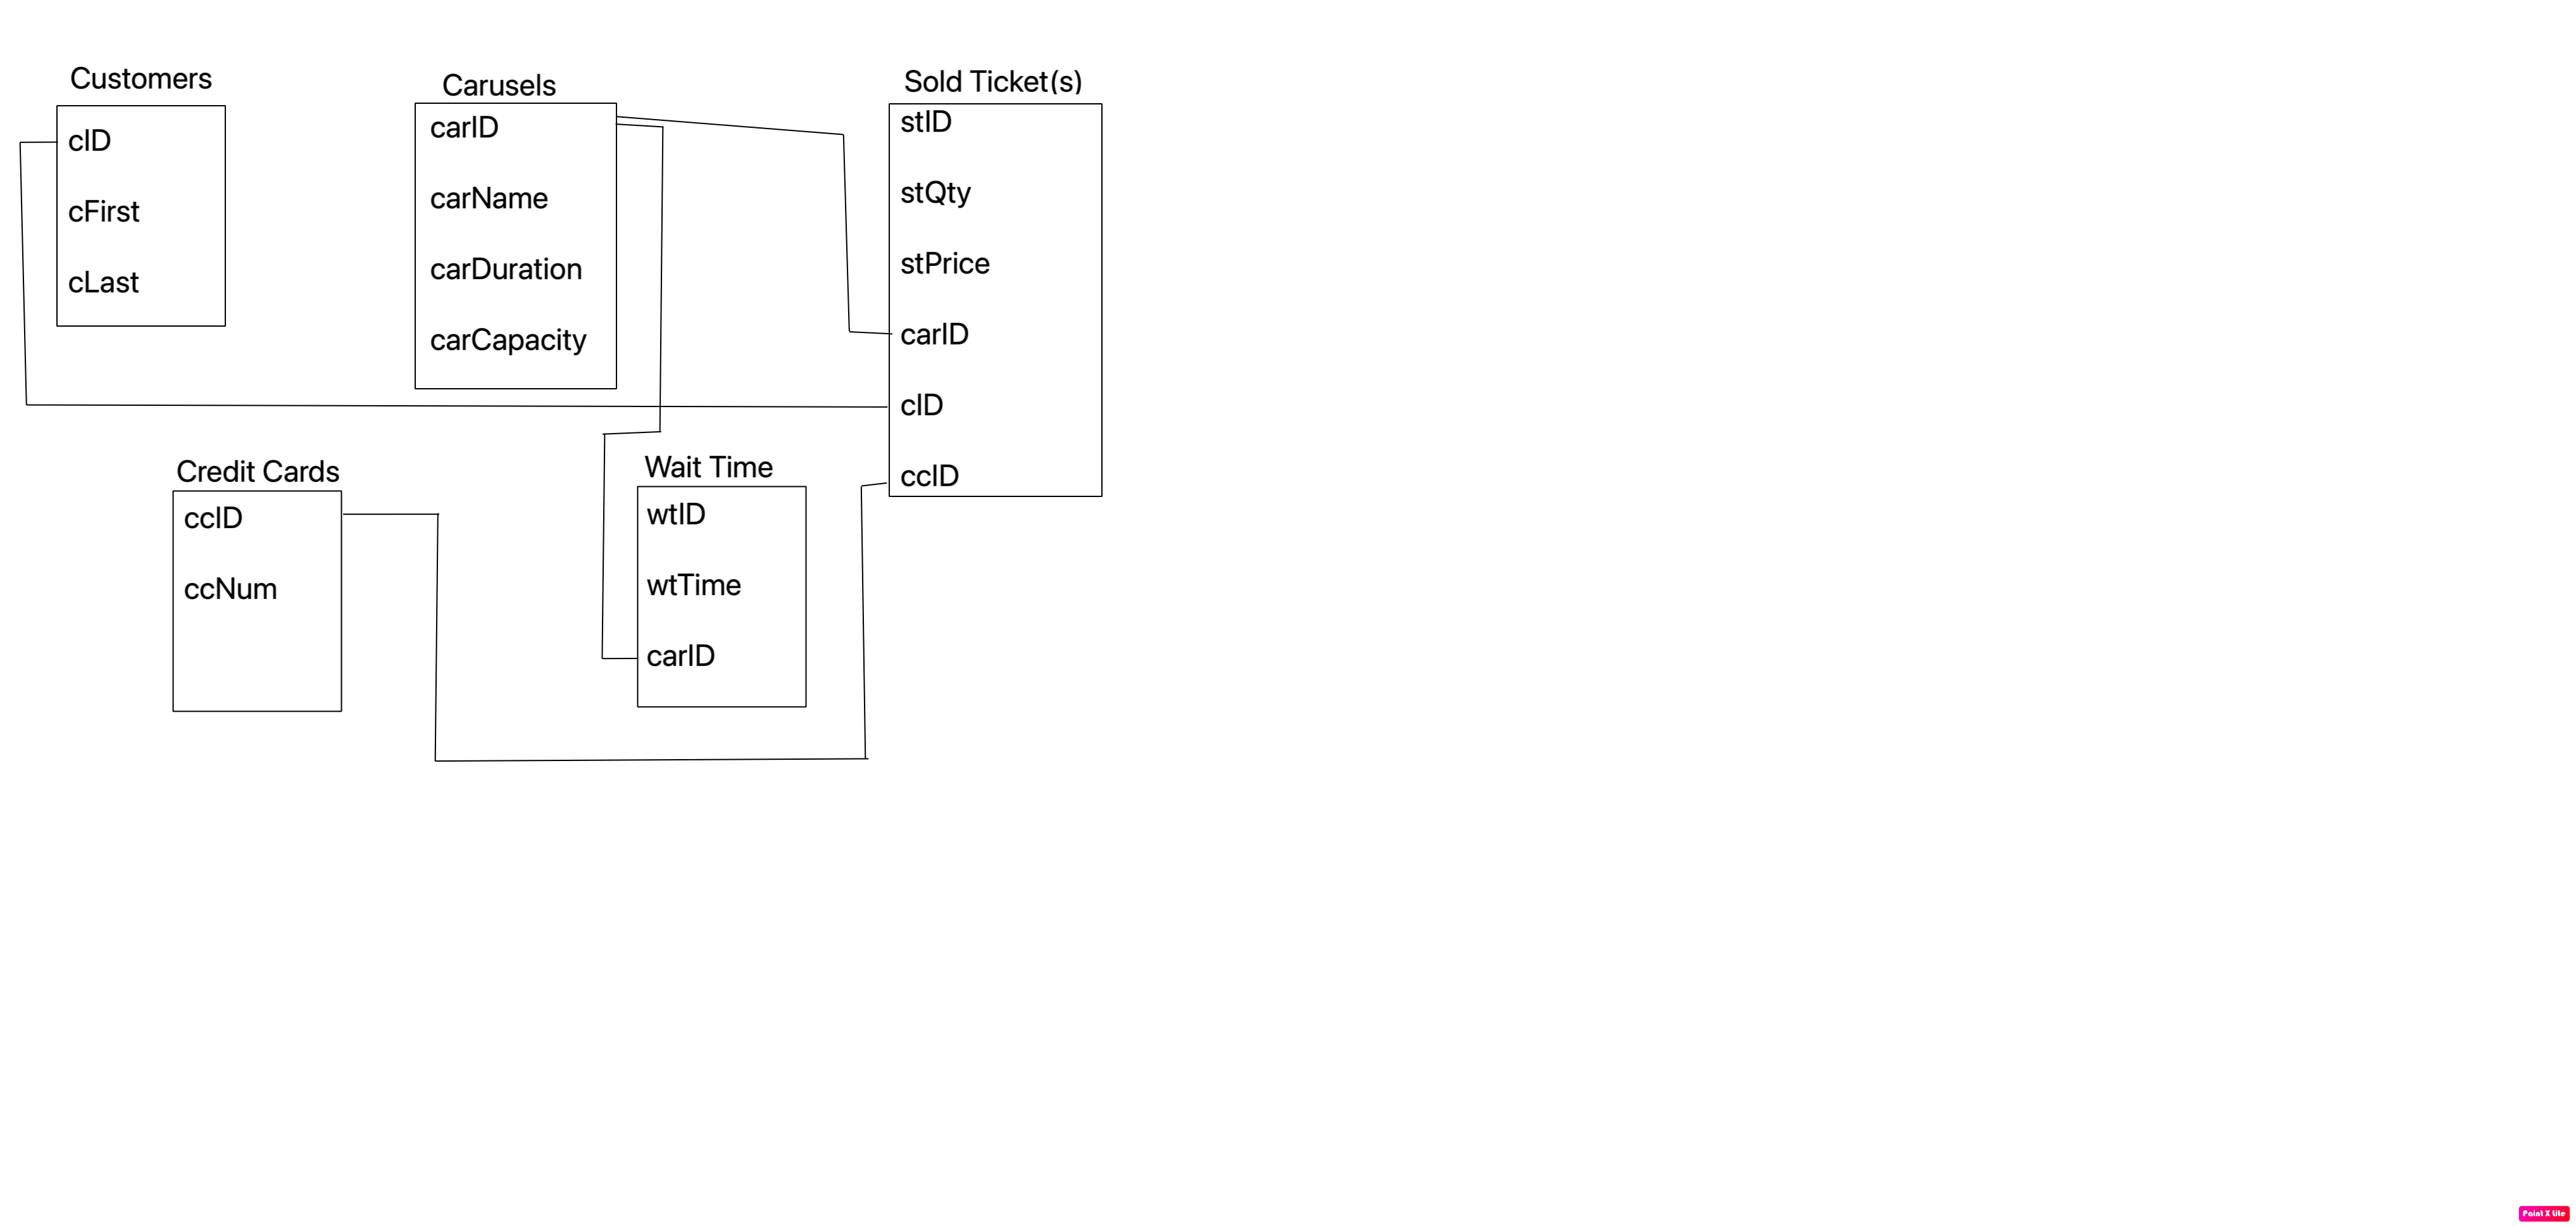 Customers
cID
cFirst
cLast
Carusels
carID
carName
carDuration
carCapacity
Sold Ticket(s)
stID
stQty
stPrice
carID
cID
ccID
Credit Cards
ccID
ccNum
Wait Time
wtID
wtTime
carID
Paint X Lite